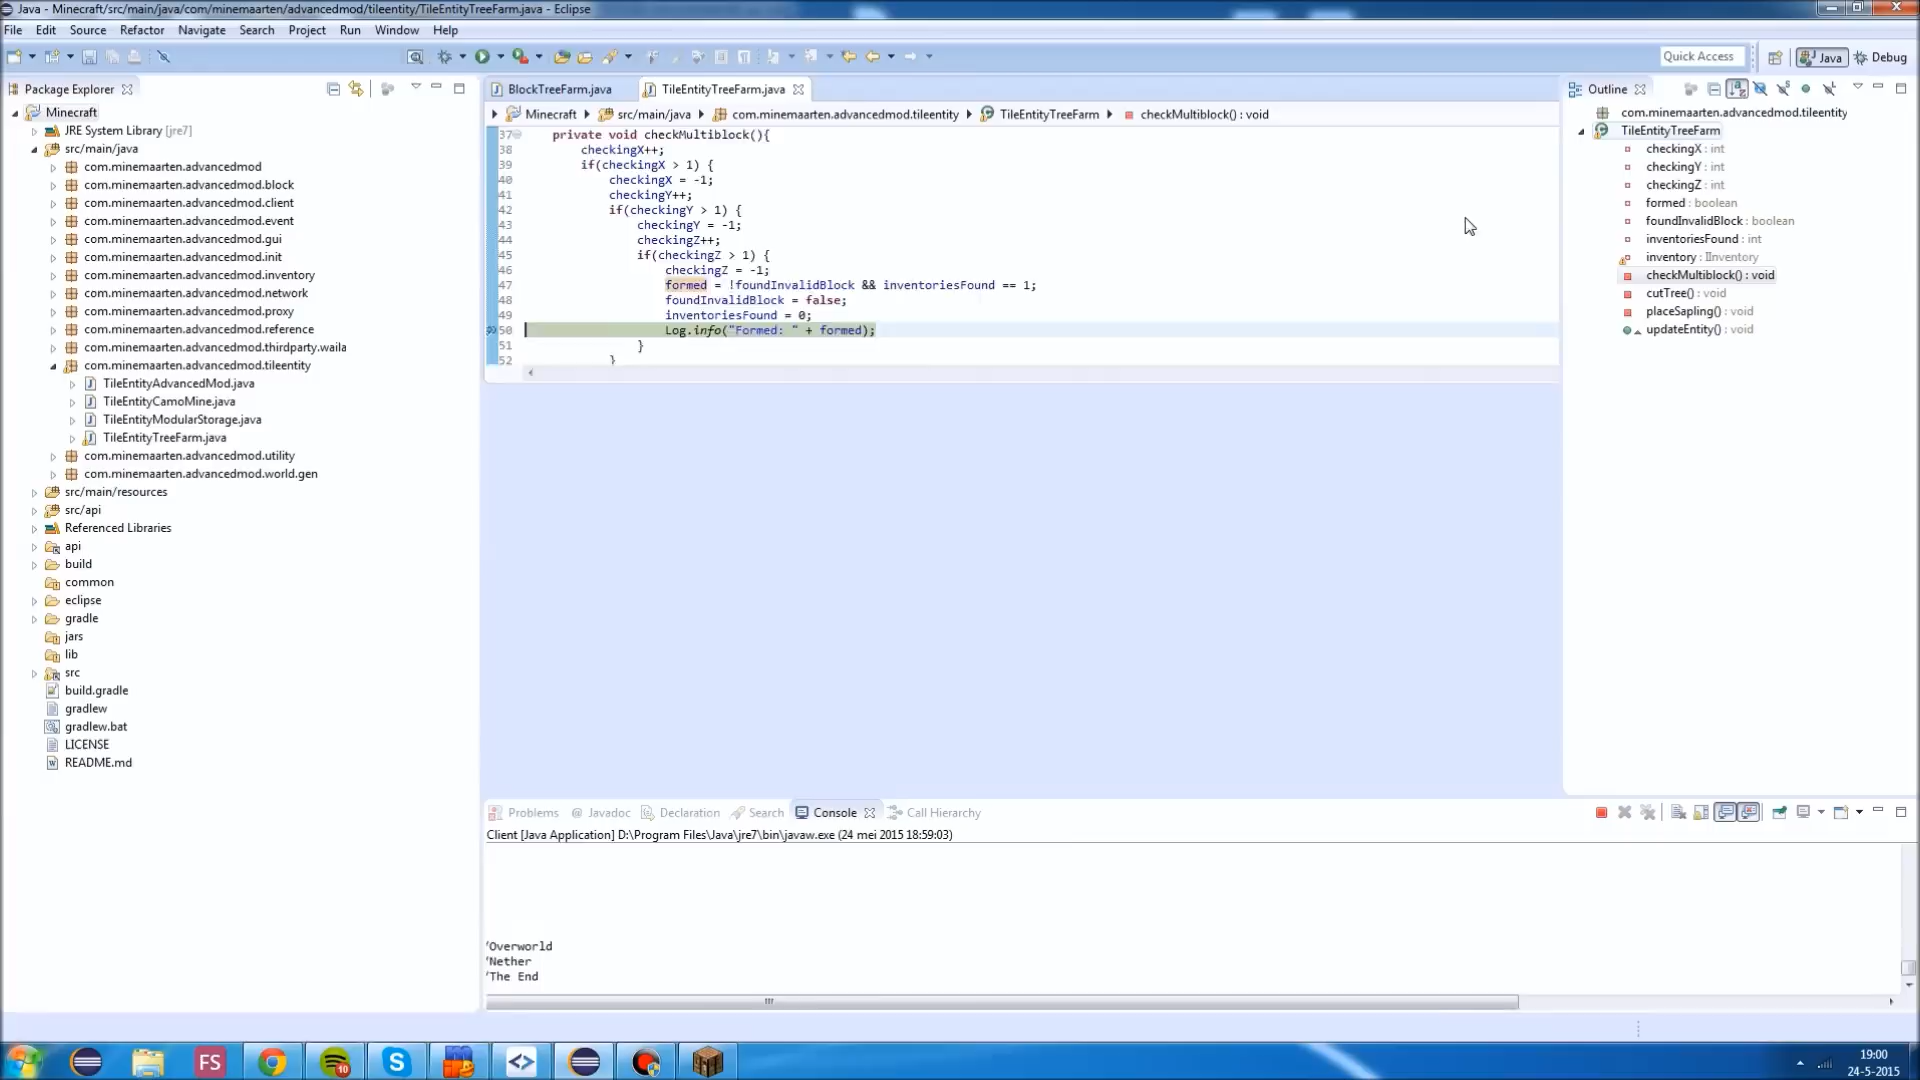 Java - Minecraft/src/main/java/com/minemaarten/advancedmod/tileentity/TileEntityTreeFarm.java - Eclipse
File Edit Source Refactor Navigate Search Project Run Window Help
Quick Access Java Debug
Package Explorer
Minecraft
JRE System Library [jre7]
src/main/java
com.minemaarten.advancedmod
com.minemaarten.advancedmod.block
com.minemaarten.advancedmod.client
com.minemaarten.advancedmod.event
com.minemaarten.advancedmod.gui
com.minemaarten.advancedmod.init
com.minemaarten.advancedmod.inventory
com.minemaarten.advancedmod.network
com.minemaarten.advancedmod.proxy
com.minemaarten.advancedmod.reference
com.minemaarten.advancedmod.thirdparty.waila
com.minemaarten.advancedmod.tileentity
TileEntityAdvancedMod.java
TileEntityCamoMine.java
TileEntityModularStorage.java
TileEntityTreeFarm.java
com.minemaarten.advancedmod.utility
com.minemaarten.advancedmod.world.gen
src/main/resources
src/api
Referenced Libraries
api
build
common
eclipse
gradle
jars
lib
src
build.gradle
gradlew
gradlew.bat
LICENSE
README.md
BlockTreeFarm.java TileEntityTreeFarm.java
Minecraft src/main/java com.minemaarten.advancedmod.tileentity TileEntityTreeFarm checkMultiblock() : void
37 private void checkMultiblock(){
38 checkingX++;
39 if(checkingX > 1) {
40 checkingX = -1;
41 checkingY++;
42 if(checkingY > 1) {
43 checkingY = -1;
44 checkingZ++;
45 if(checkingZ > 1) {
46 checkingZ = -1;
47 formed = !foundInvalidBlock && inventoriesFound == 1;
48 foundInvalidBlock = false;
49 inventoriesFound = 0;
50 Log.info("Formed: " + formed);
51 }
52 }
Outline
com.minemaarten.advancedmod.tileentity
TileEntityTreeFarm
checkingX : int
checkingY : int
checkingZ : int
formed : boolean
foundInvalidBlock : boolean
inventoriesFound : int
inventory : IInventory
checkMultiblock() : void
cutTree() : void
placeSapling() : void
updateEntity() : void
Problems @ Javadoc Declaration Search Console Call Hierarchy
Client [Java Application] D:\Program Files\Java\jre7\bin\javaw.exe (24 mei 2015 18:59:03)
'Overworld
'Nether
'The End
FS
10
19:00
24-5-2015